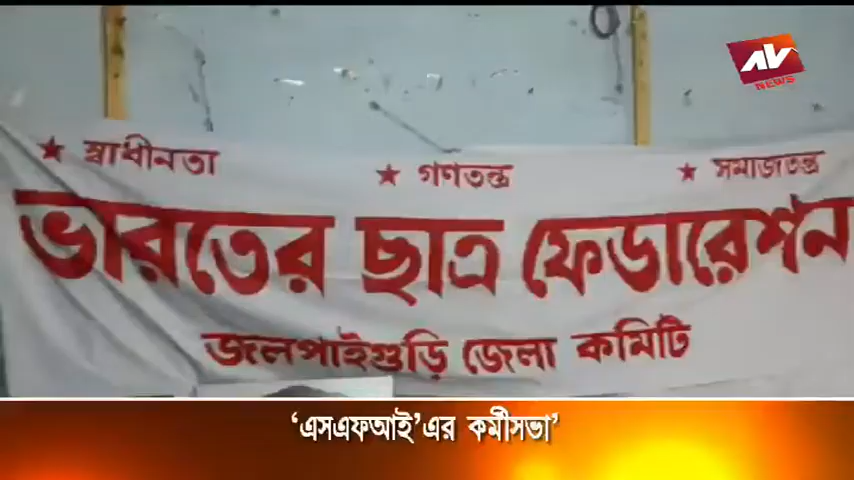 AV
NEWS
★ স্বাধীনতা ★ গণতন্ত্র ★ সমাজতন্ত্র
ভারতের ছাত্র ফেডারেশন
জলপাইগুড়ি জেলা কমিটি
‘এসএফআই’এর কর্মীসভা’